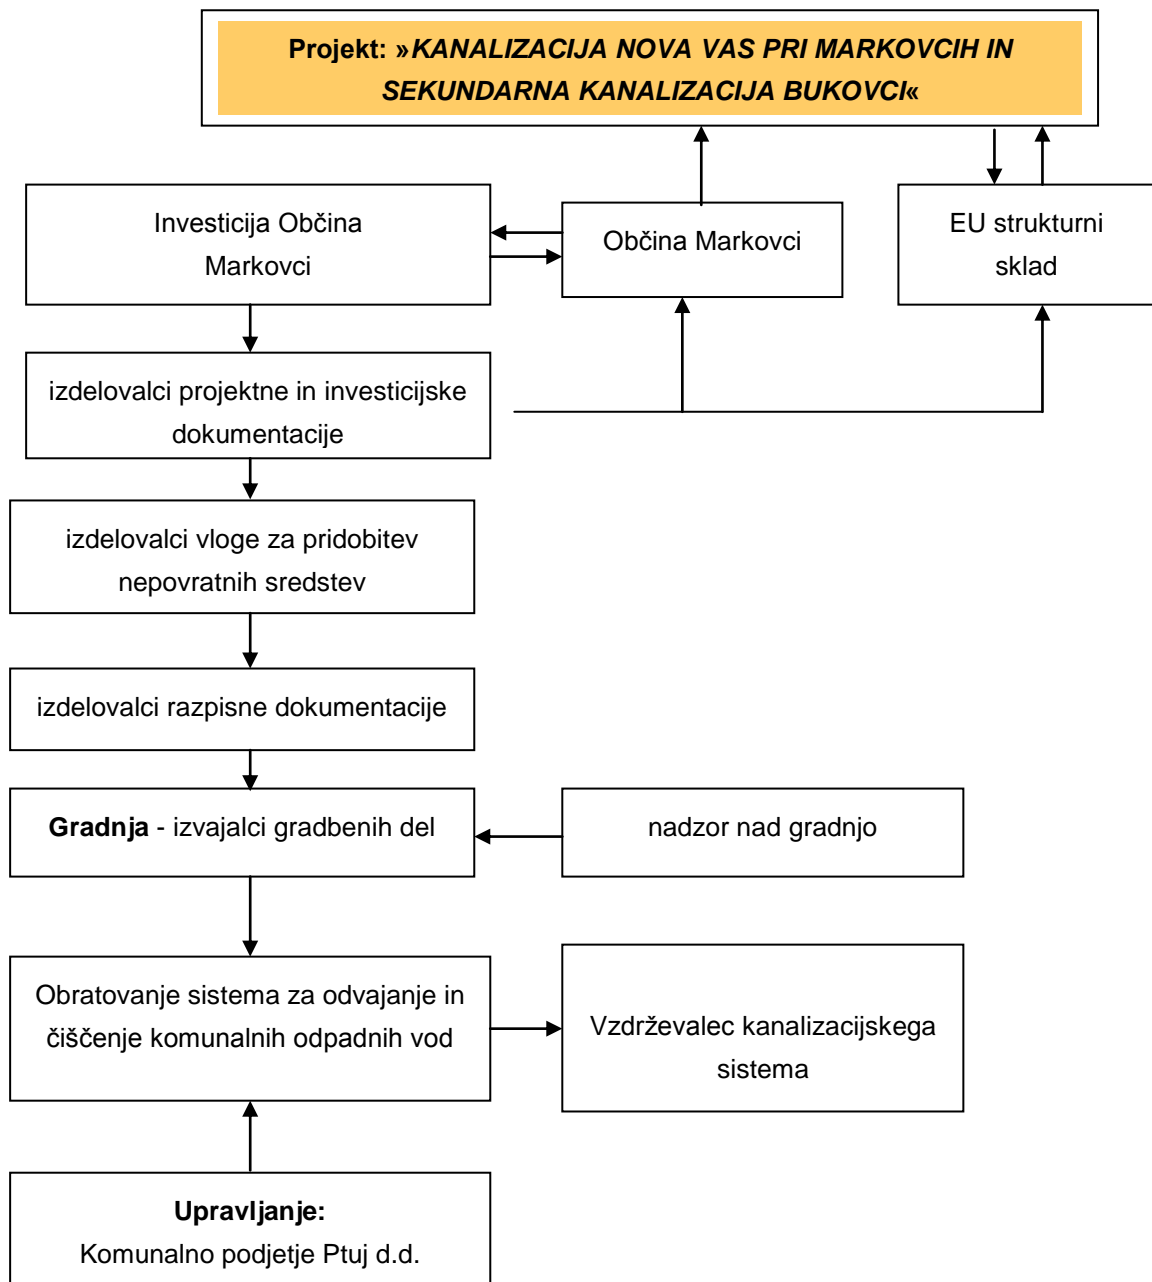 Projekt: »KANALIZACIJA NOVA VAS PRI MARKOVCIH IN
SEKUNDARNA KANALIZACIJA BUKOVCI«
Investicija Občina
Markovci
Občina Markovci
EU strukturni
sklad
izdelovalci projektne in investicijske
dokumentacije
izdelovalci vloge za pridobitev
nepovratnih sredstev
izdelovalci razpisne dokumentacije
Gradnja - izvajalci gradbenih del
nadzor nad gradnjo
Obratovanje sistema za odvajanje in
čiščenje komunalnih odpadnih vod
Vzdrževalec kanalizacijskega
sistema
Upravljanje:
Komunalno podjetje Ptuj d.d.